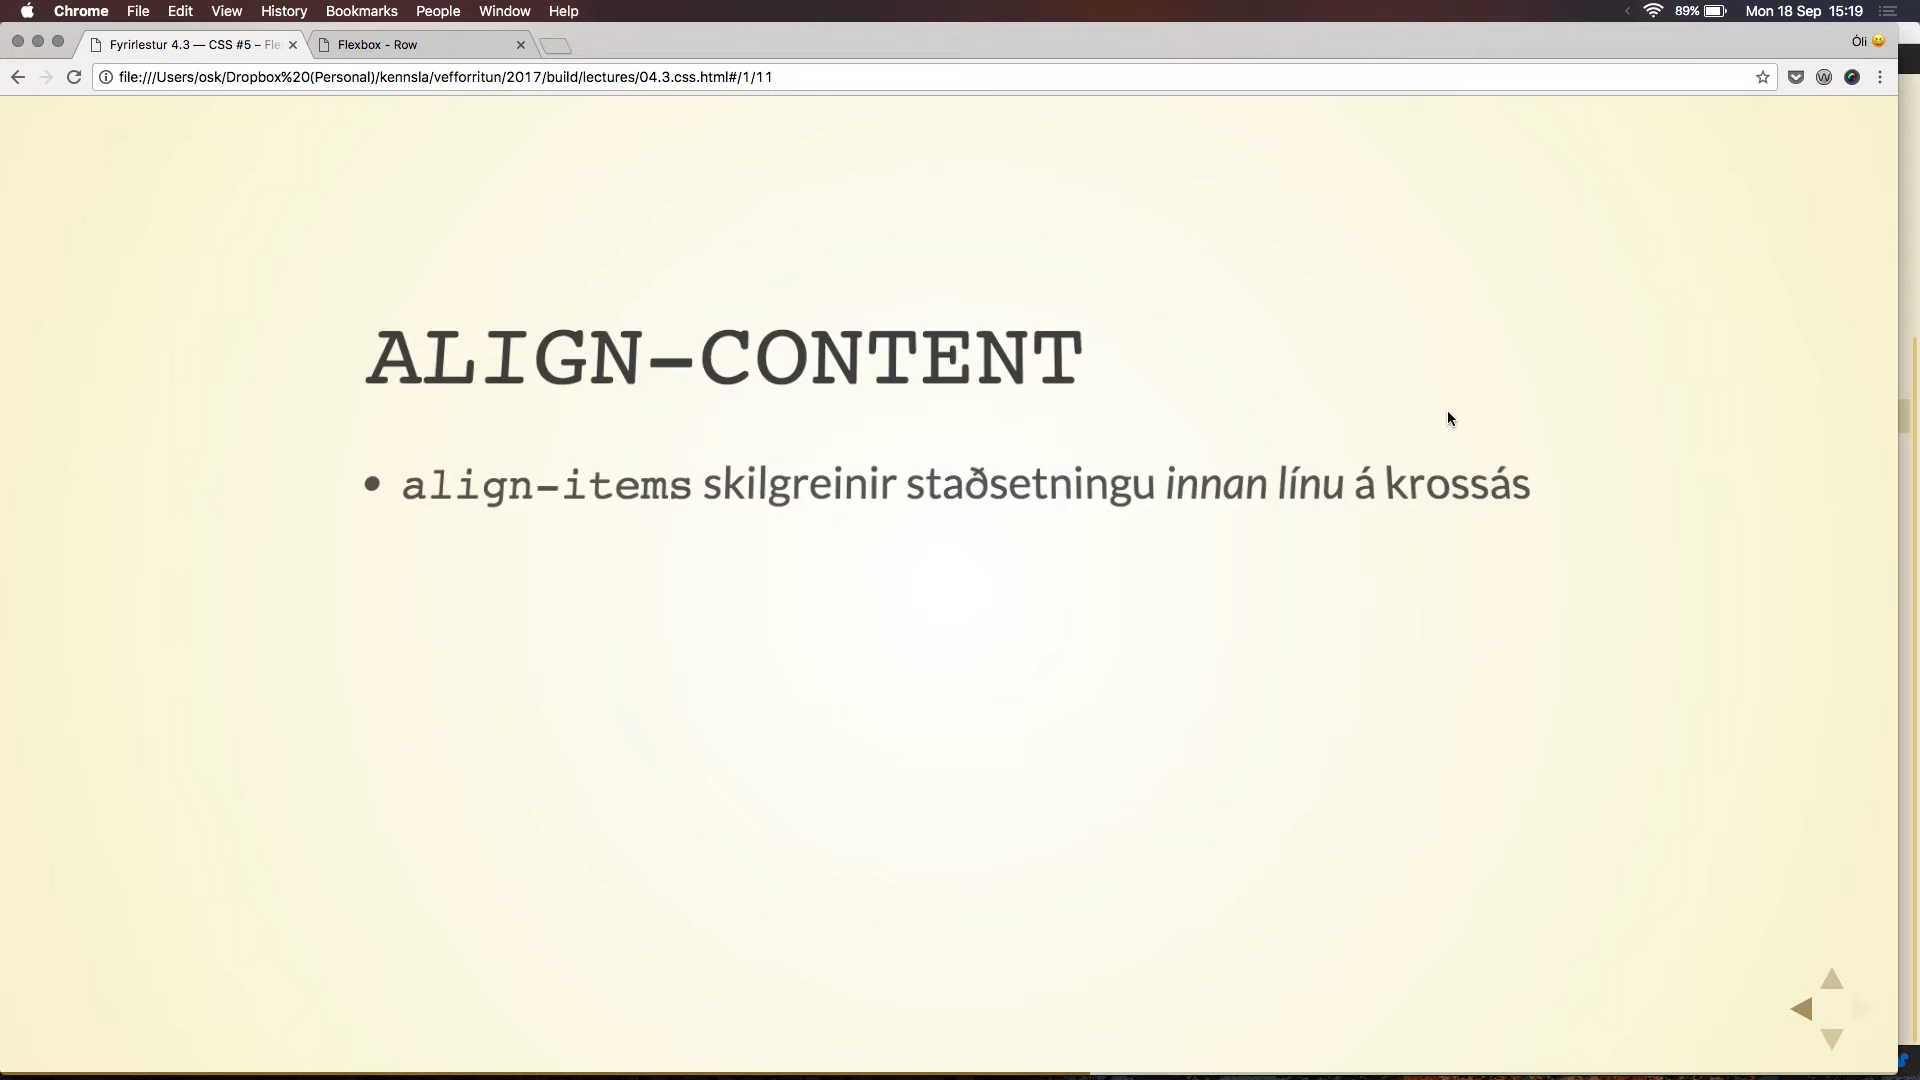 Chrome File Edit View History Bookmarks People Window Help 89% Mon 18 Sep 15:19
Fyrirlestur 4.3 — CSS #5 – Fle Flexbox - Row Óli
file:///Users/osk/Dropbox%20(Personal)/kennsla/vefforritun/2017/build/lectures/04.3.css.html#/1/11
ALIGN-CONTENT
• align-items skilgreinir staðsetningu innan línu á krossás